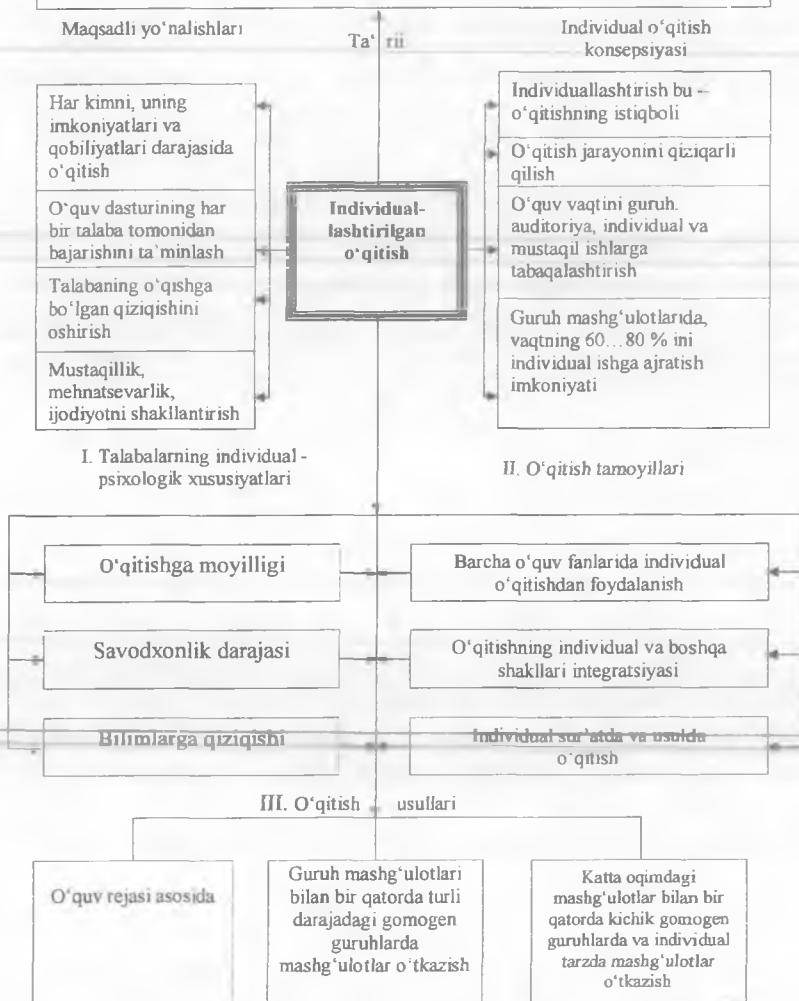 Maqsadli yo‘nalishlari
Ta‘ rii
Individual o‘qitish
konsepsiyasi
Har kimni, uning
imkoniyatlari va
qobiliyatlari darajasida
o‘qitish
O‘quv dasturining har
bir talaba tomonidan
bajarishini ta’minlash
Talabaning o‘qishga
bo‘lgan qiziqishini
oshirish
Mustaqillik,
mehnatsevarlik,
ijodiyotni shakllantirish
Individual-
lashtirilgan
o‘qitish
Individuallashtirish bu –
o‘qitishning istiqboli
O‘qitish jarayonini qiziqarli
qilish
O‘quv vaqtini guruh.
auditoriya, individual va
mustaqil ishlarga
tabaqalashtirish
Guruh mashg‘ulotlarida,
vaqtning 60...80 % ini
individual ishga ajratish
imkoniyati
I. Talabalarning individual -
psixologik xususiyatlari
II. O‘qitish tamoyillari
O‘qitishga moyilligi
Savodxonlik darajasi
Bilimlarga qiziqishi
Barcha o‘quv fanlarida individual
o‘qitishdan foydalanish
O‘qitishning individual va boshqa
shakllari integratsiyasi
Individual sur’atda va usulda
o‘qitish
III. O‘qitish usullari
O‘quv rejasi asosida
Guruh mashg‘ulotlari
bilan bir qatorda turli
darajadagi gomogen
guruhlarda
mashg‘ulotlar o‘tkazish
Katta oqimdagi
mashg‘ulotlar bilan bir
qatorda kichik gomogen
guruhlarda va individual
tarzda mashg‘ulotlar
o‘tkazish